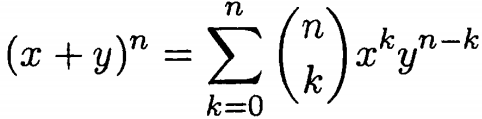 (x + y)^n = \sum_{k=0}^{n} \binom{n}{k} x^k y^{n-k}